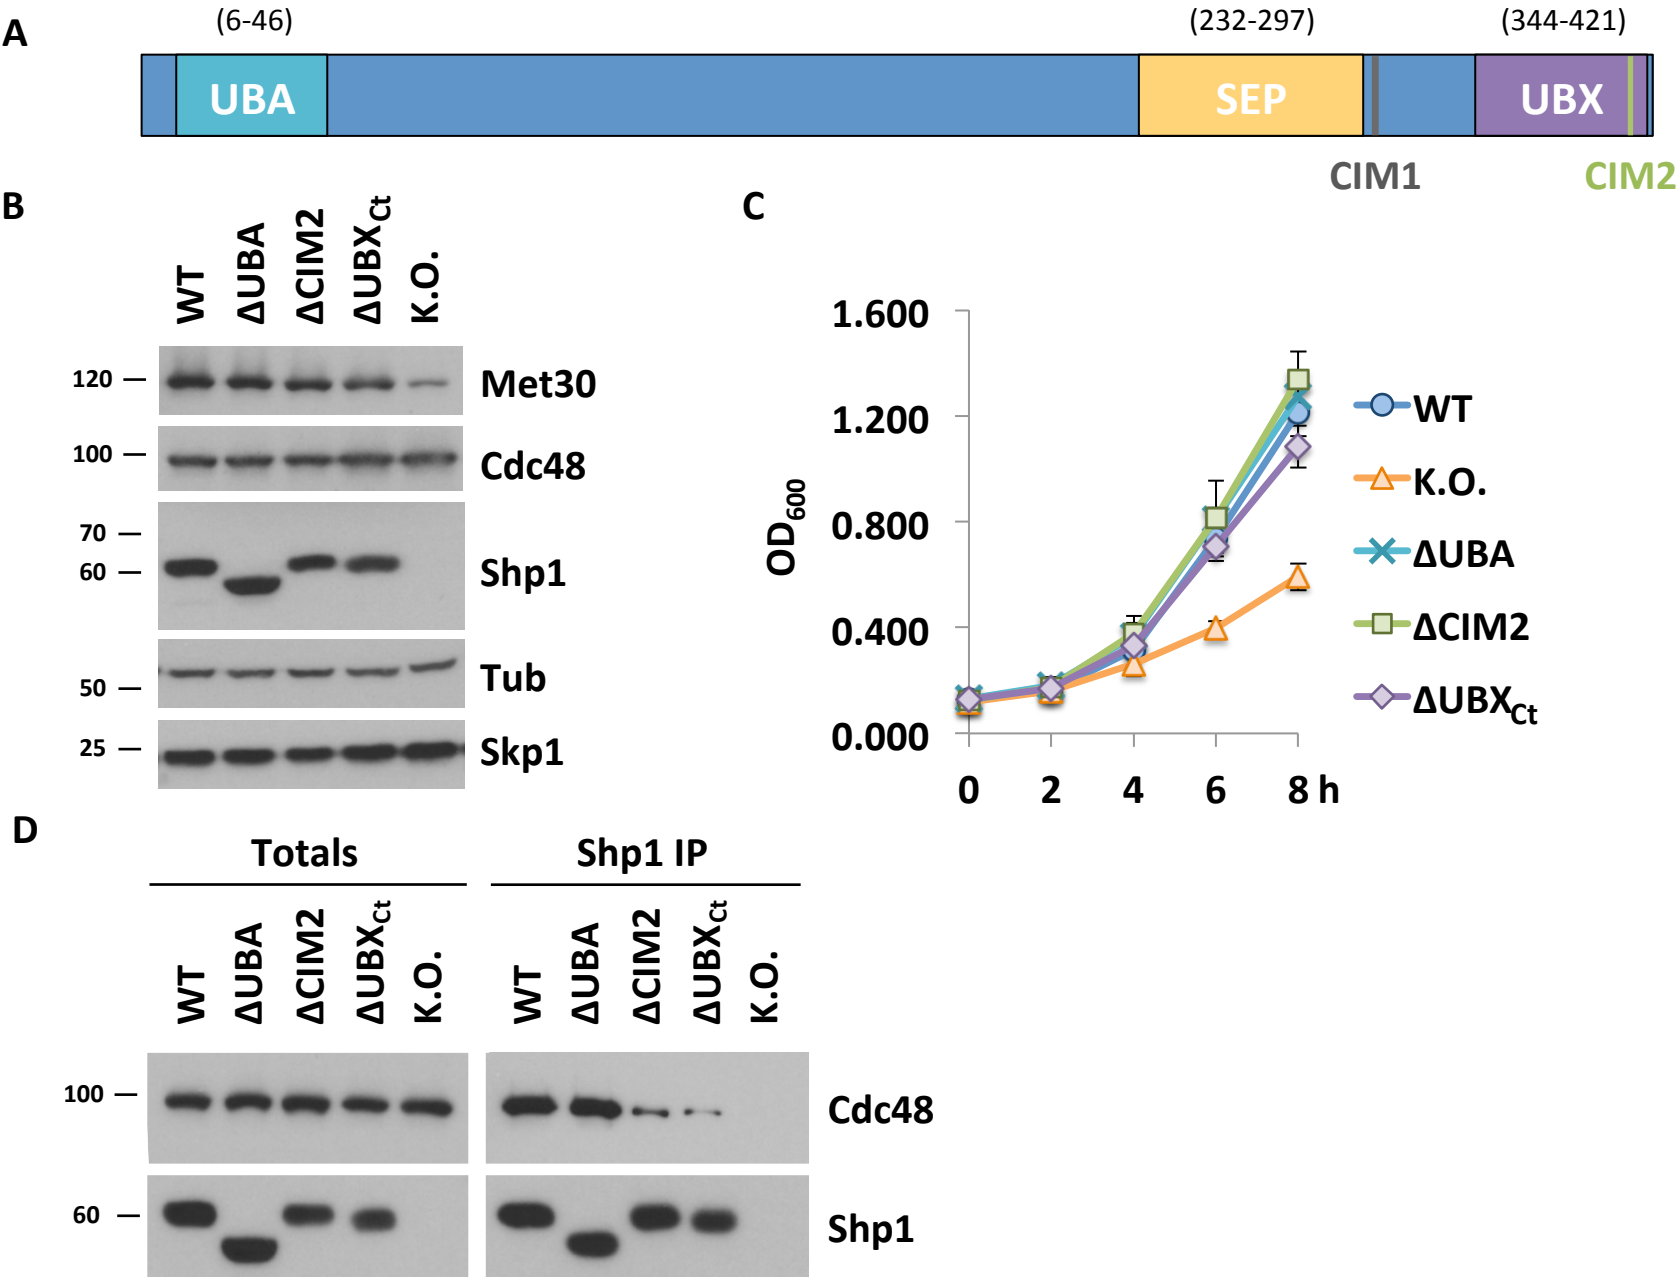 A
(6-46)
(232-297)
(344-421)
UBA
SEP
UBX
CIM1
CIM2
B
WT
ΔUBA
ΔCIM2
ΔUBXCt
K.O.
120
Met30
100
Cdc48
70
60
Shp1
50
Tub
25
Skp1
C
1.600
1.200
0.800
0.400
0.000
OD600
0 2 4 6 8 h
WT
K.O.
ΔUBA
ΔCIM2
ΔUBXCt
D
Totals
Shp1 IP
WT
ΔUBA
ΔCIM2
ΔUBXCt
K.O.
WT
ΔUBA
ΔCIM2
ΔUBXCt
K.O.
100
Cdc48
60
Shp1